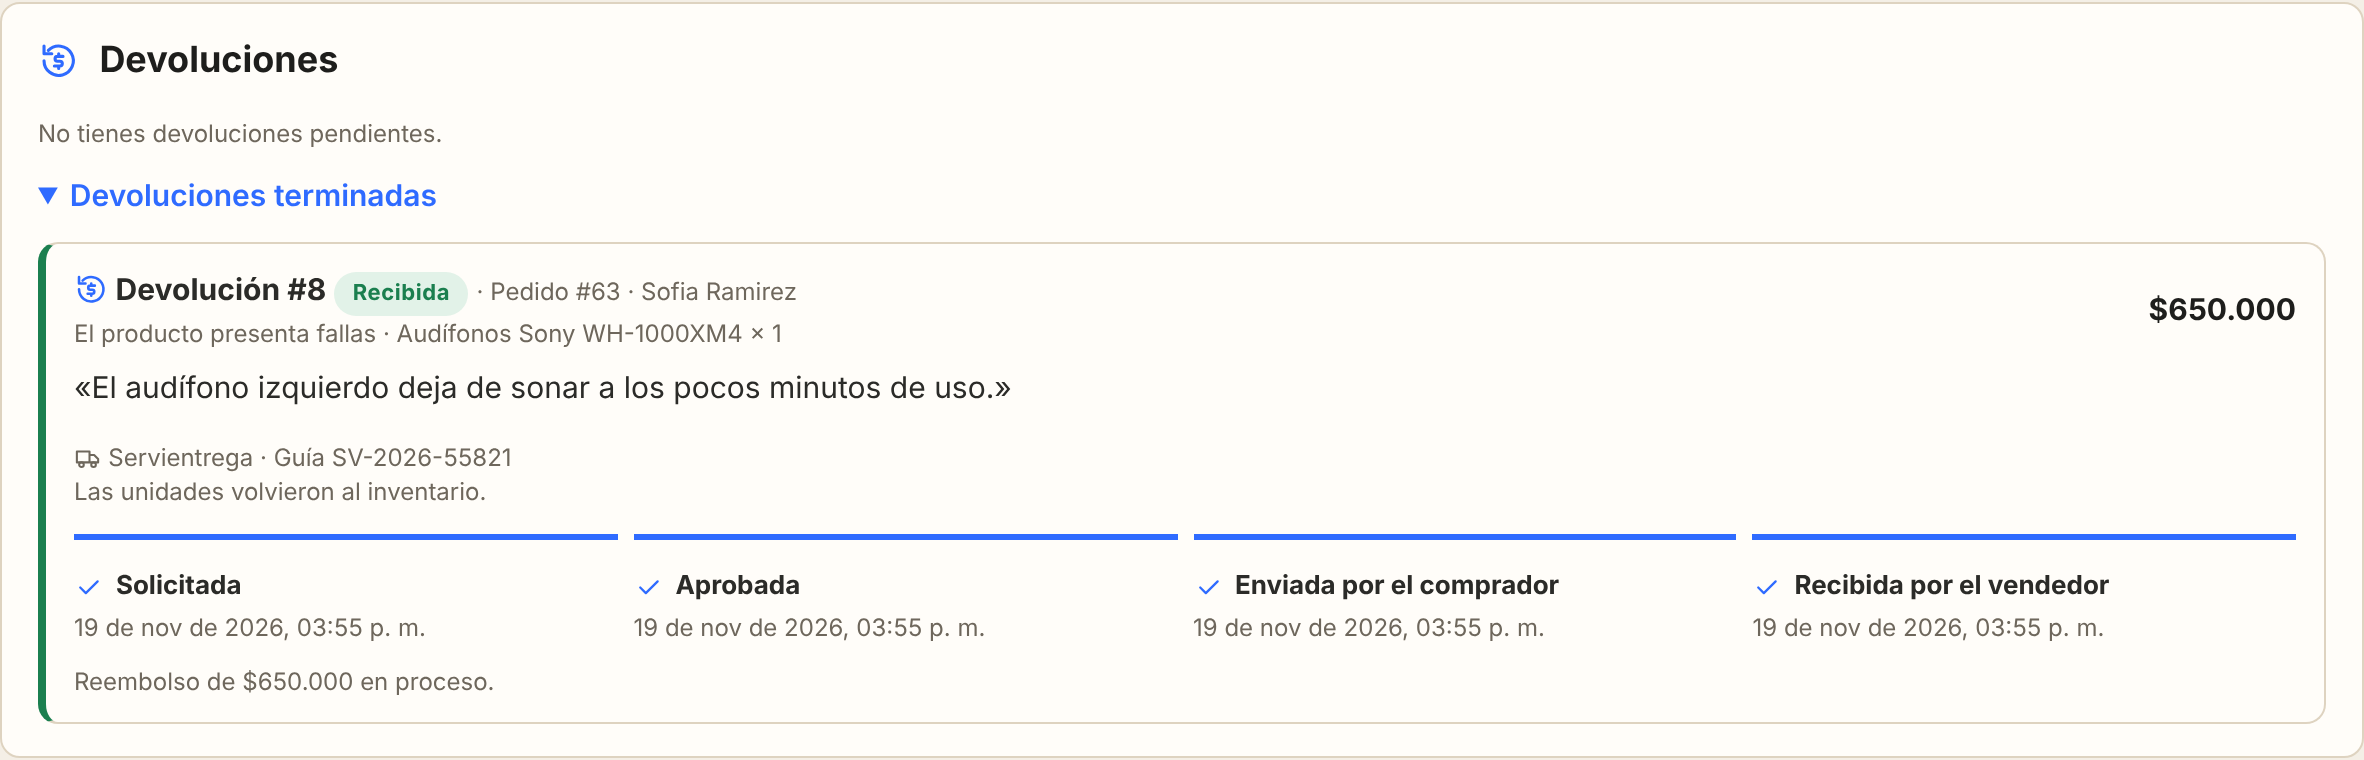 Devoluciones
No tienes devoluciones pendientes.
▼ Devoluciones terminadas
Devolución #8 Recibida · Pedido #63 · Sofia Ramirez
$650.000
El producto presenta fallas · Audífonos Sony WH-1000XM4 × 1
«El audífono izquierdo deja de sonar a los pocos minutos de uso.»
Servientrega · Guía SV-2026-55821
Las unidades volvieron al inventario.
Solicitada
19 de nov de 2026, 03:55 p. m.
Aprobada
19 de nov de 2026, 03:55 p. m.
Enviada por el comprador
19 de nov de 2026, 03:55 p. m.
Recibida por el vendedor
19 de nov de 2026, 03:55 p. m.
Reembolso de $650.000 en proceso.